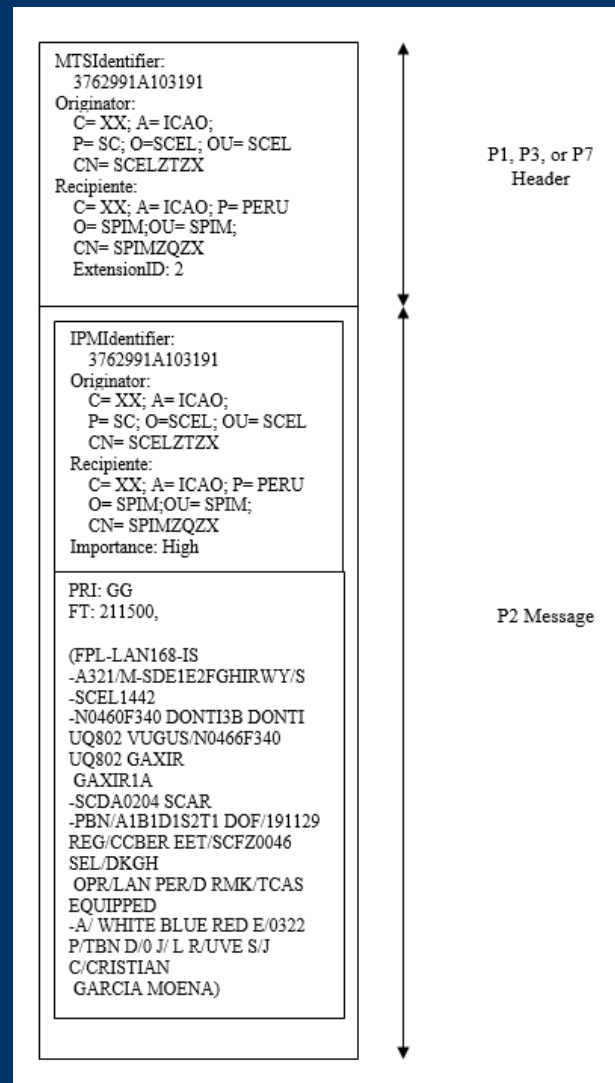 MTSIdentifier:
3762991A103191
Originator:
C= XX; A= ICAO;
P= SC; O=SCEL; OU= SCEL
CN= SCELZTZX
Recipiente:
C= XX; A= ICAO; P= PERU
O= SPIM;OU= SPIM;
CN= SPIMZQZX
ExtensionID: 2
P1, P3, or P7
Header
IPMIdentifier:
3762991A103191
Originator:
C= XX; A= ICAO;
P= SC; O=SCEL; OU= SCEL
CN= SCELZTZX
Recipiente:
C= XX; A= ICAO; P= PERU
O= SPIM;OU= SPIM;
CN= SPIMZQZX
Importance: High
PRI: GG
FT: 211500,
(FPL-LAN168-IS
-A321/M-SDE1E2FGHIRWY/S
-SCEL1442
-N0460F340 DONTI3B DONTI
UQ802 VUGUS/N0466F340
UQ802 GAXIR
GAXIR1A
-SCDA0204 SCAR
-PBN/A1B1D1S2T1 DOF/191129
REG/CCBER EET/SCFZ0046
SEL/DKGH
OPR/LAN PER/D RMK/TCAS
EQUIPPED
-A/ WHITE BLUE RED E/0322
P/TBN D/0 J/ L R/UVE S/J
C/CRISTIAN
GARCIA MOENA)
P2 Message